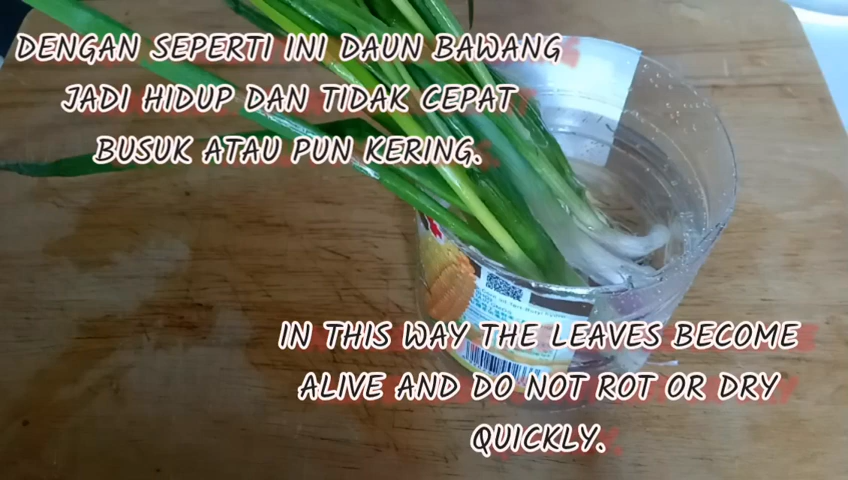 DENGAN SEPERTI INI DAUN BAWANG
JADI HIDUP DAN TIDAK CEPAT
BUSUK ATAU PUN KERING.
IN THIS WAY THE LEAVES BECOME
ALIVE AND DO NOT ROT OR DRY
QUICKLY.